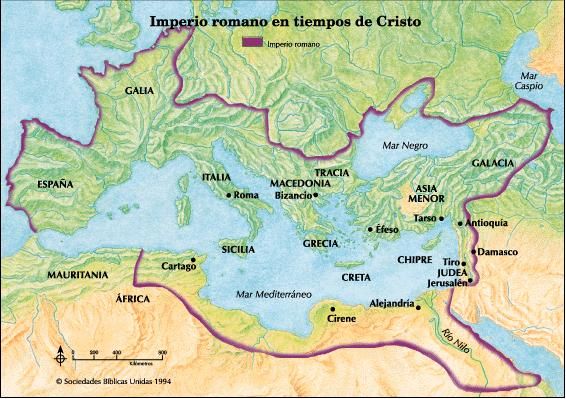 Imperio romano en tiempos de Cristo
Imperio romano
Mar
Caspio
GALIA
Mar Negro
GALACIA
TRACIA
ITALIA
MACEDONIA
ESPAÑA
Roma
Bizancio
ASIA
MENOR
Tarso
Antioquía
Éfeso
GRECIA
SICILIA
CHIPRE
Damasco
Tiro
JUDEA
Jerusalén
Cartago
MAURITANIA
CRETA
ÁFRICA
Mar Mediterráneo
Alejandría
Cirene
Río Nilo
0 200 400 800
Kilómetros
© Sociedades Bíblicas Unidas 1994